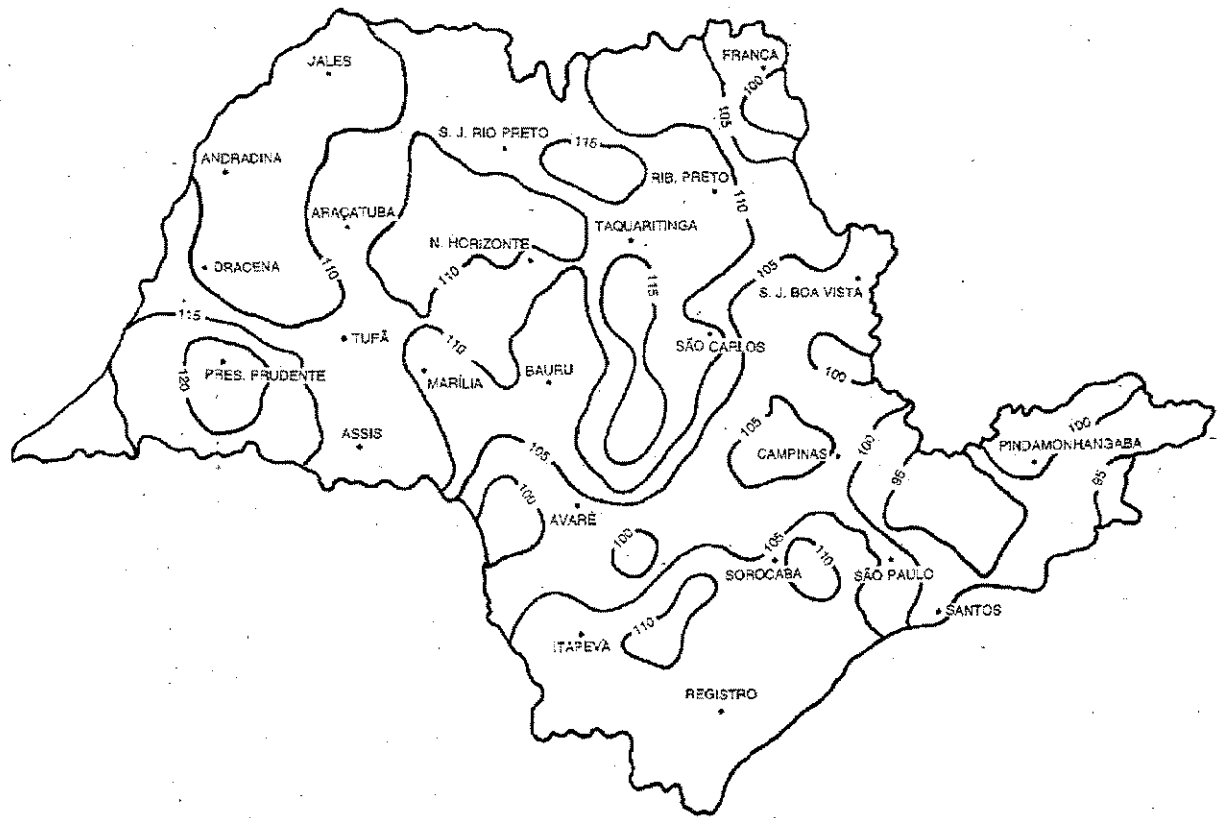 FRANCA
JALES
100
105
S. J. RIO PRETO
115
ANDRADINA
RIB. PRETO
110
ARAÇATUBA
TAQUARITINGA
N. HORIZONTE
DRACENA
110
110
105
S. J. BOA VISTA
115
115
TUPÃ
SÃO CARLOS
110
PRES. PRUDENTE
120
MARÍLIA
BAURU
100
105
ASSIS
CAMPINAS
100
100
PINDAMONHANGABA
105
95
95
100
AVARÉ
100
105
110
SOROCABA
SÃO PAULO
SANTOS
110
ITAPEVA
REGISTRO